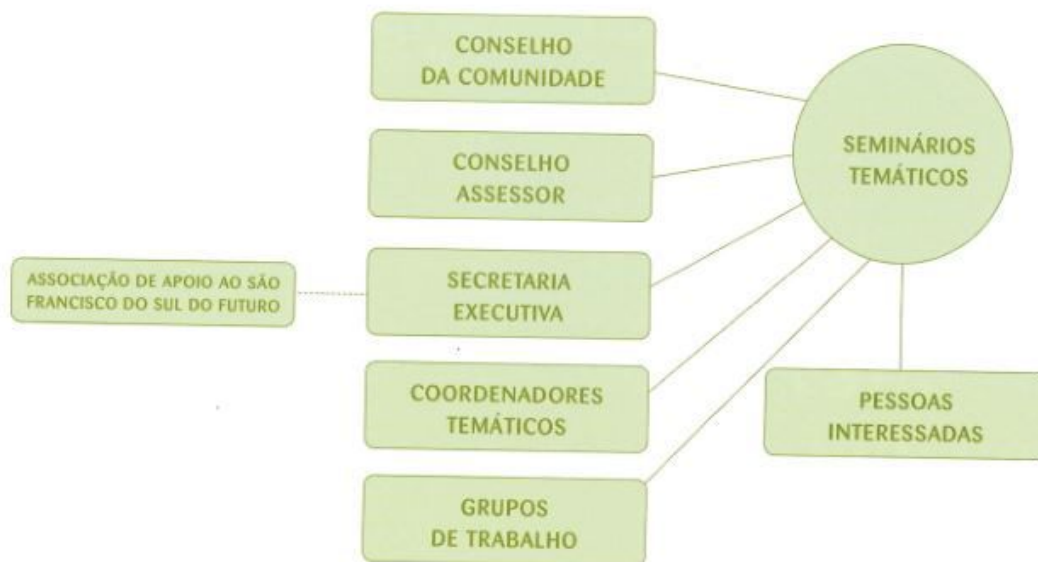 CONSELHO
DA COMUNIDADE
SEMINÁRIOS
TEMÁTICOS
CONSELHO
ASSESSOR
ASSOCIAÇÃO DE APOIO AO SÃO
FRANCISCO DO SUL DO FUTURO
SECRETARIA
EXECUTIVA
COORDENADORES
TEMÁTICOS
PESSOAS
INTERESSADAS
GRUPOS
DE TRABALHO